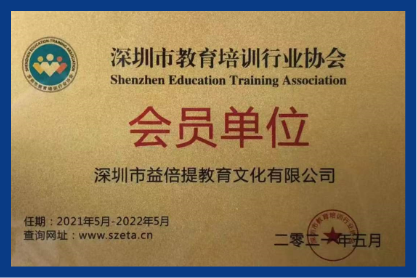 深圳市教育培训行业协会
Shenzhen Education Training Association
会员单位
深圳市益倍提教育文化有限公司
任期：2021年5月-2022年5月
查询网址：www.szeta.cn
二零二一年五月